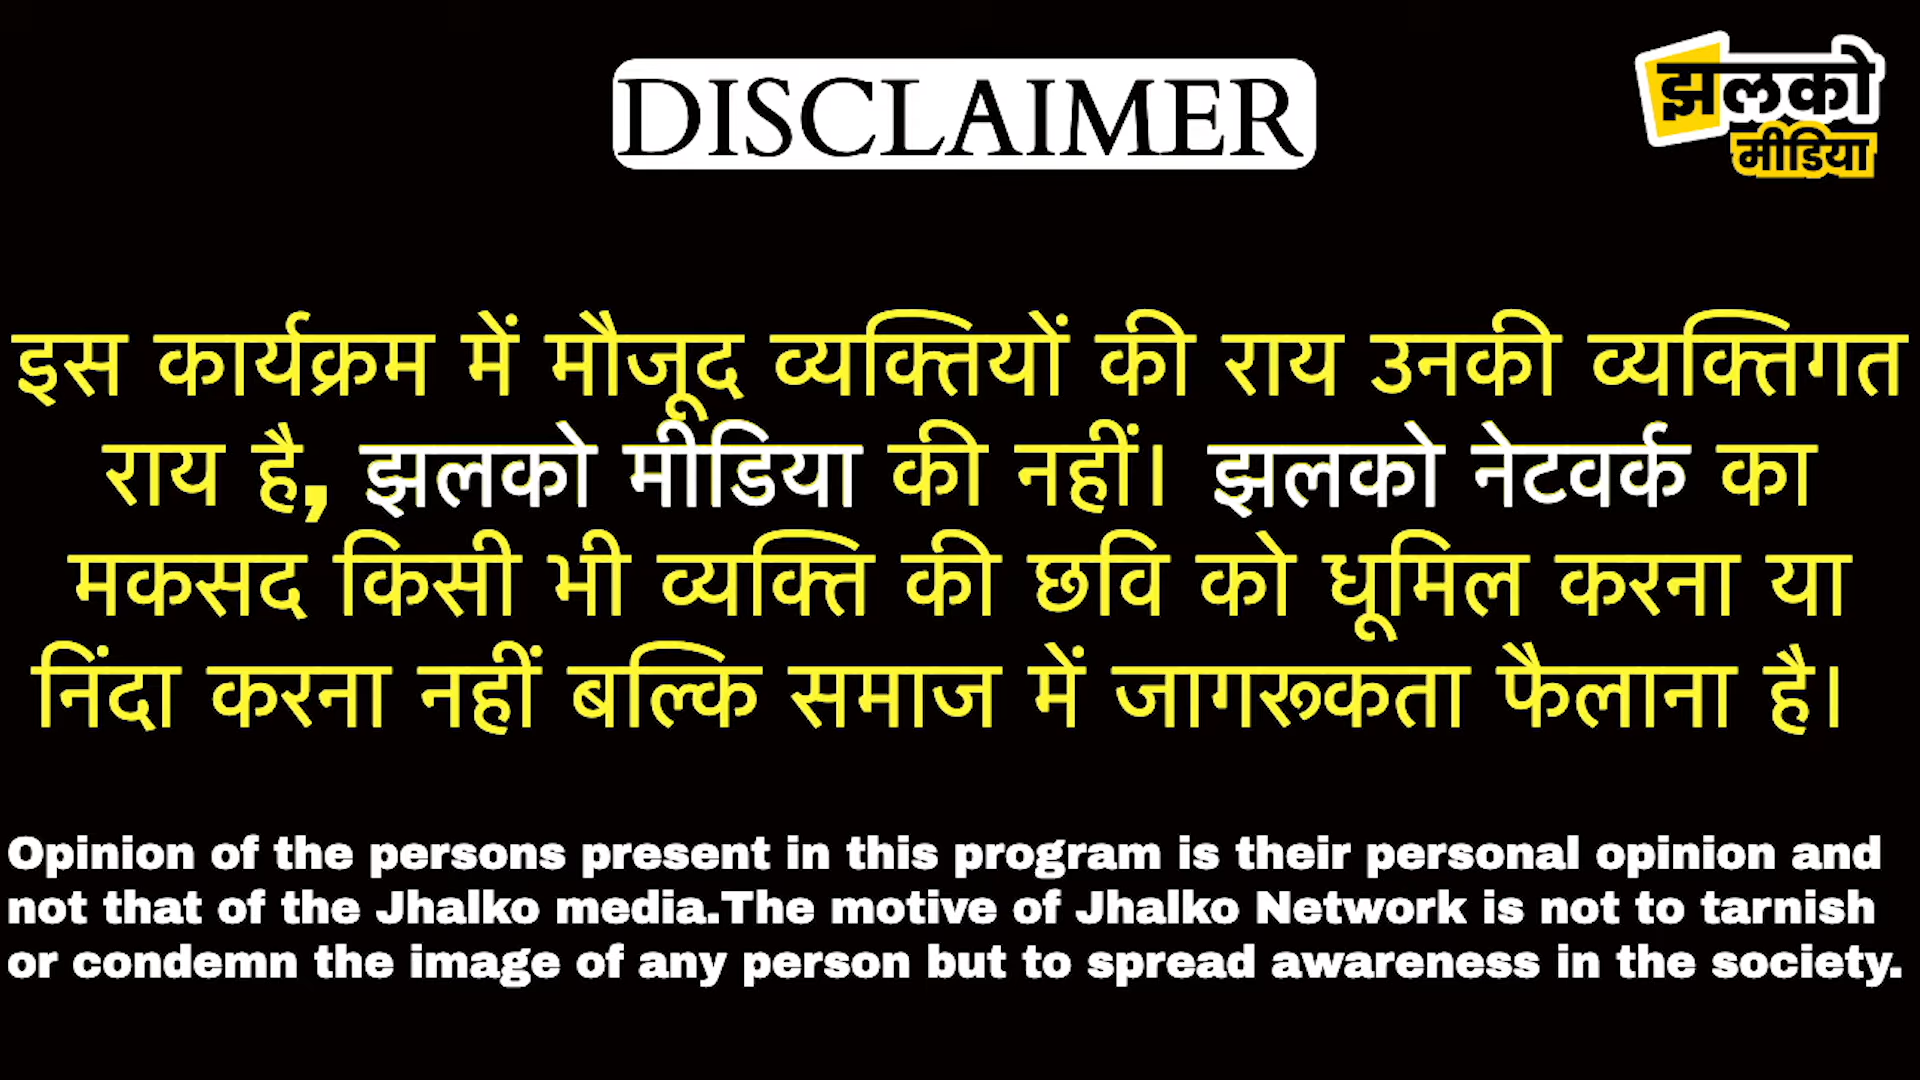 DISCLAIMER
झलको
मीडिया
इस कार्यक्रम में मौजूद व्यक्तियों की राय उनकी व्यक्तिगत
राय है, झलको मीडिया की नहीं। झलको नेटवर्क का
मकसद किसी भी व्यक्ति की छवि को धूमिल करना या
निंदा करना नहीं बल्कि समाज में जागरूकता फैलाना है।
Opinion of the persons present in this program is their personal opinion and
not that of the Jhalko media.The motive of Jhalko Network is not to tarnish
or condemn the image of any person but to spread awareness in the society.